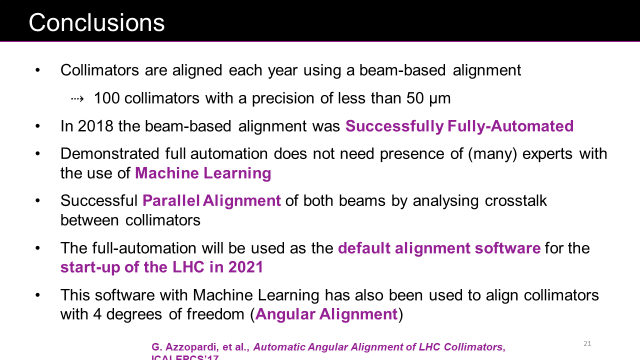 Conclusions
• Collimators are aligned each year using a beam-based alignment
⇢ 100 collimators with a precision of less than 50 μm
• In 2018 the beam-based alignment was Successfully Fully-Automated
• Demonstrated full automation does not need presence of (many) experts with
the use of Machine Learning
• Successful Parallel Alignment of both beams by analysing crosstalk
between collimators
• The full-automation will be used as the default alignment software for the
start-up of the LHC in 2021
• This software with Machine Learning has also been used to align collimators
with 4 degrees of freedom (Angular Alignment)
G. Azzopardi, et al., Automatic Angular Alignment of LHC Collimators,
ICALEPCS'17
21